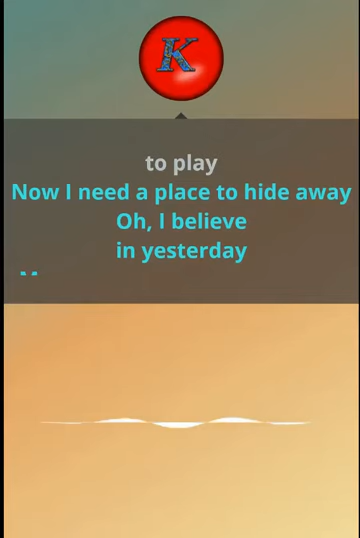 K
to play
Now I need a place to hide away
Oh, I believe
in yesterday